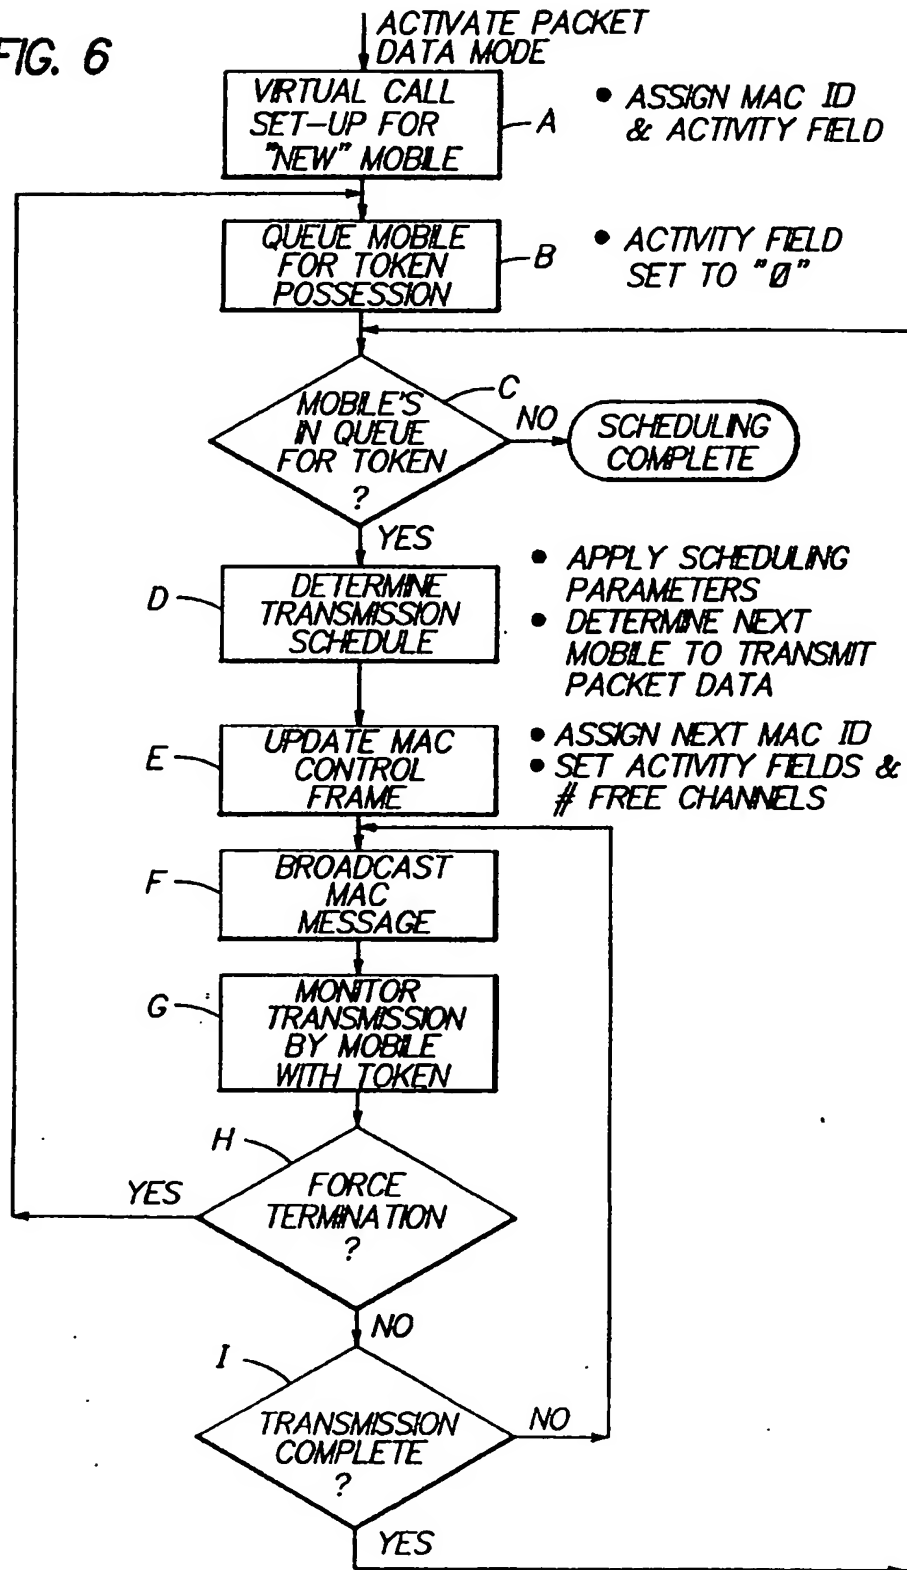 FIG. 6
ACTIVATE PACKET
DATA MODE
VIRTUAL CALL
SET-UP FOR
"NEW" MOBILE
A
• ASSIGN MAC ID
& ACTIVITY FIELD
QUEUE MOBILE
FOR TOKEN
POSSESSION
B
• ACTIVITY FIELD
SET TO "Ø"
C
MOBILE'S
IN QUEUE
FOR TOKEN
?
NO
SCHEDULING
COMPLETE
YES
D
DETERMINE
TRANSMISSION
SCHEDULE
• APPLY SCHEDULING
PARAMETERS
• DETERMINE NEXT
MOBILE TO TRANSMIT
PACKET DATA
E
UPDATE MAC
CONTROL
FRAME
• ASSIGN NEXT MAC ID
• SET ACTIVITY FIELDS &
# FREE CHANNELS
F
BROADCAST
MAC
MESSAGE
G
MONITOR
TRANSMISSION
BY MOBILE
WITH TOKEN
H
YES
FORCE
TERMINATION
?
NO
I
TRANSMISSION
COMPLETE
?
NO
YES